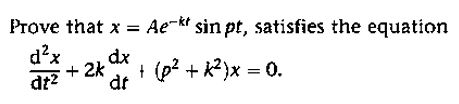 Prove that x = Ae⁻ᵏᵗ sin pt, satisfies the equation
d²x/dt² + 2k dx/dt + (p² + k²)x = 0.